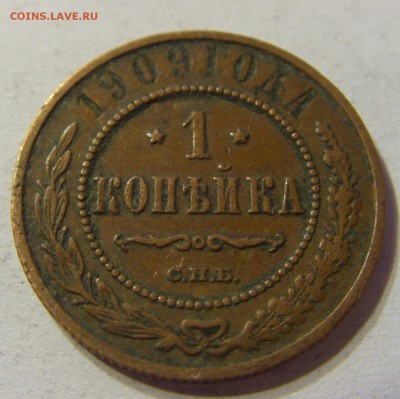 COINS.LAVE.RU
1909 ГОДА
1
КОПѢЙКА
С.П.Б.